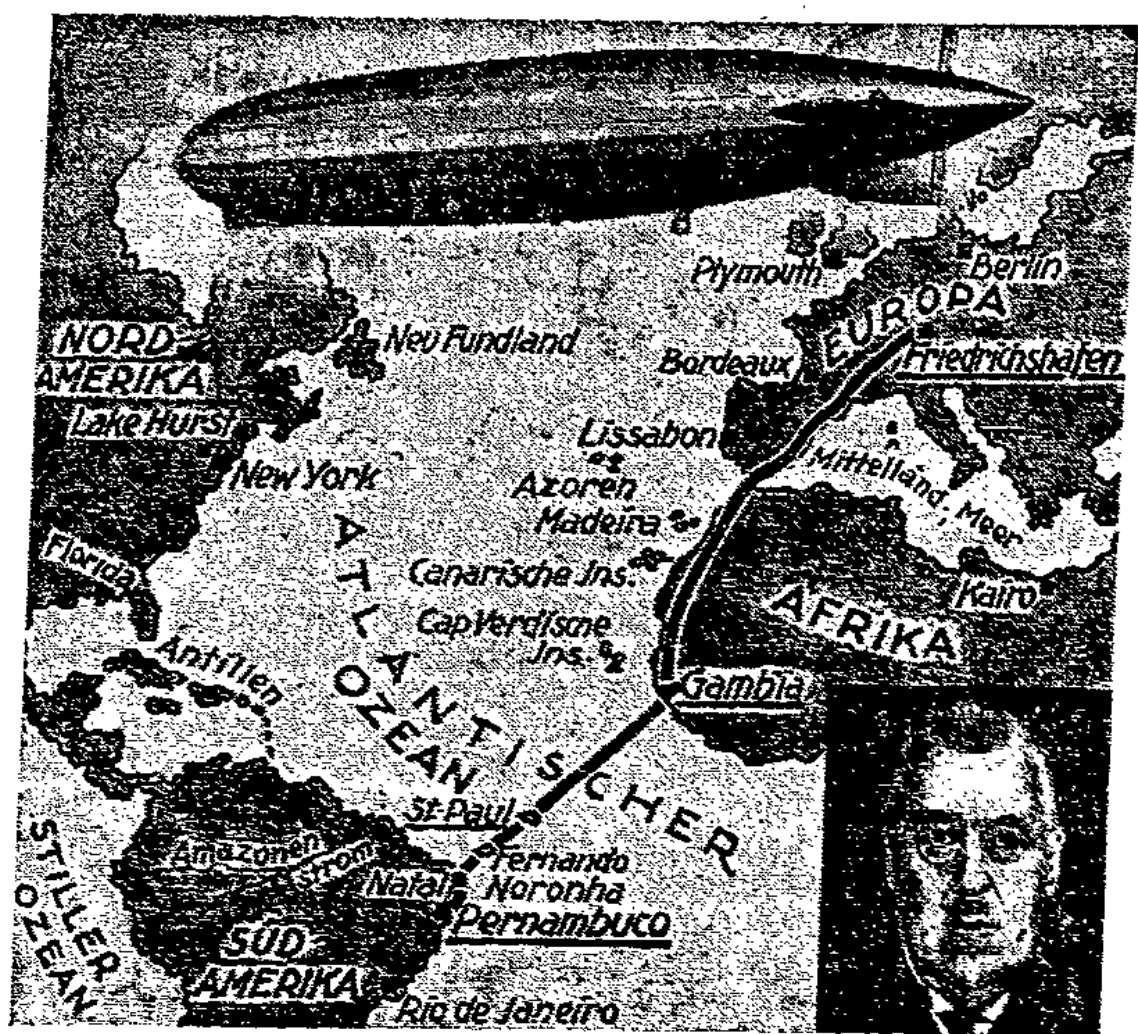 Plymouth
Berlin
EUROPA
NORD
AMERIKA
Neu Fundland
Bordeaux
Friedrichshafen
Lake Hurst
Lissabon
New York
Azoren
Mittelländ. Meer
Madeira
Florida
Canarische Jns.
Kairo
AFRIKA
Cap Verdische
Jns.
Antillen
Gambia
ATLANTISCHER
OZEAN
St Paul
STILLER
OZEAN
Amazonen
strom
Fernando
Noronha
Natal
Pernambuco
SÜD
AMERIKA
Rio de Janeiro